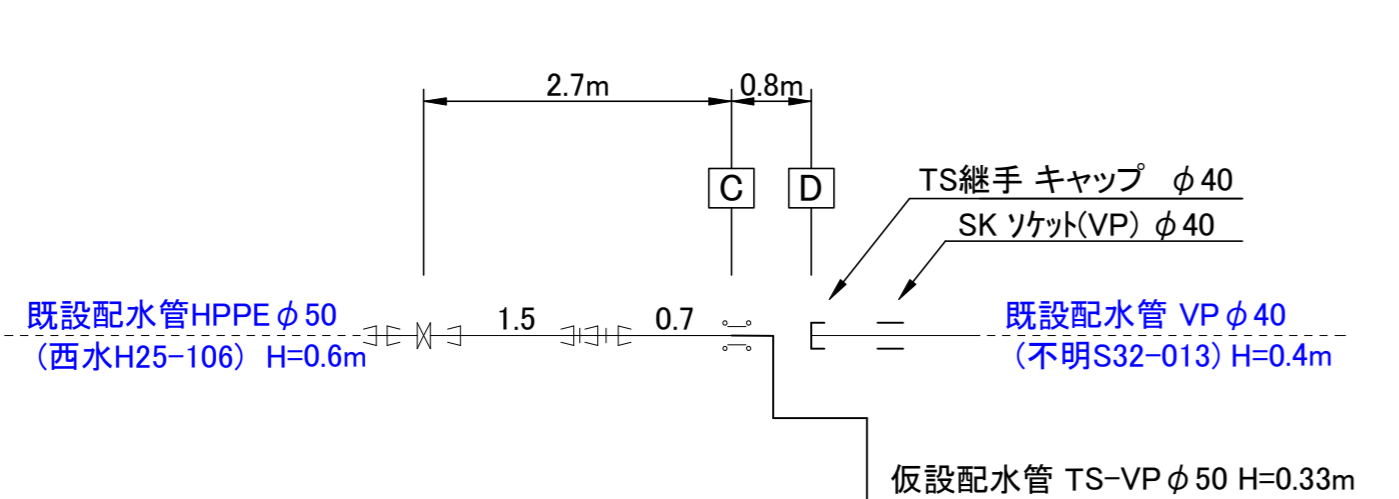 2.7m 0.8m
C D
TS継手 キャップ φ40
SK ソケット(VP) φ40
既設配水管HPPEφ50
(西水H25-106) H=0.6m
1.5 0.7
既設配水管 VPφ40
(不明S32-013) H=0.4m
仮設配水管 TS-VPφ50 H=0.33m